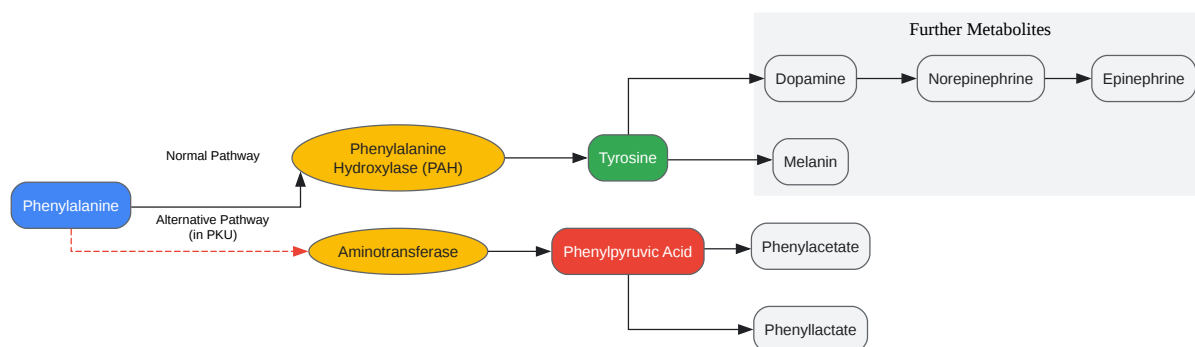 Further Metabolites
Dopamine
Norepinephrine
Epinephrine
Normal Pathway
Phenylalanine
Hydroxylase (PAH)
Tyrosine
Melanin
Phenylalanine
Alternative Pathway
(in PKU)
Aminotransferase
Phenylpyruvic Acid
Phenylacetate
Phenyllactate